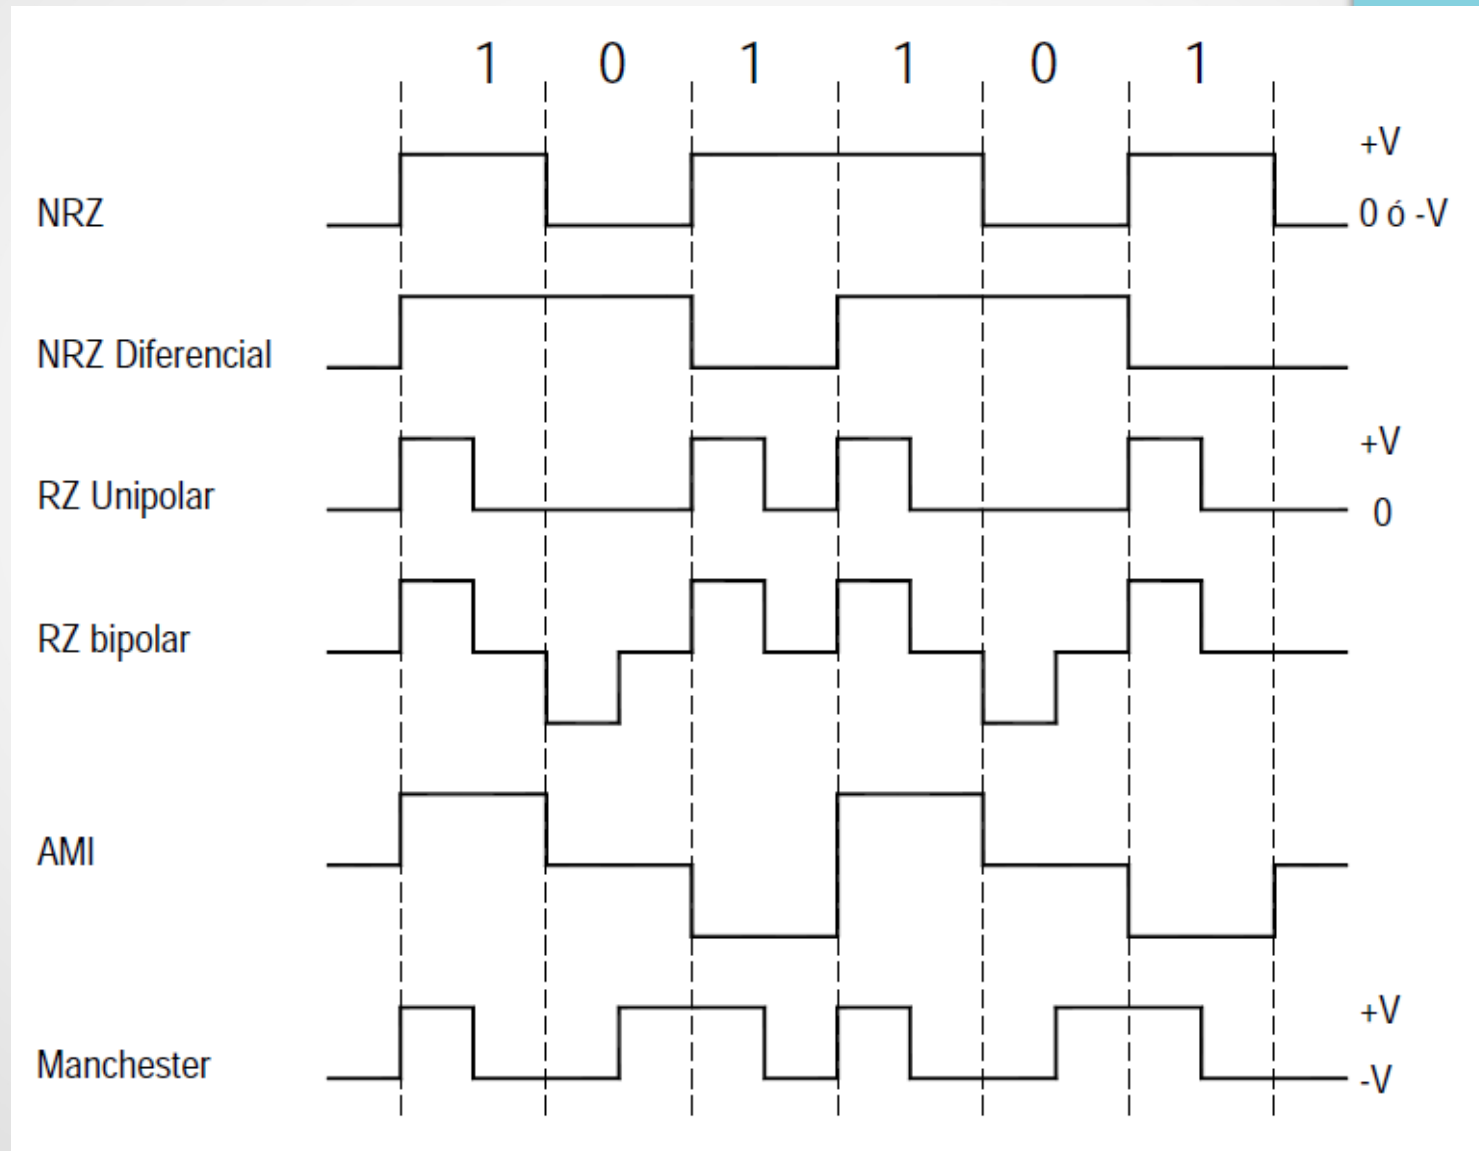 1 0 1 1 0 1
+V
NRZ 0 ó -V
NRZ Diferencial
+V
RZ Unipolar 0
RZ bipolar
AMI
+V
Manchester -V